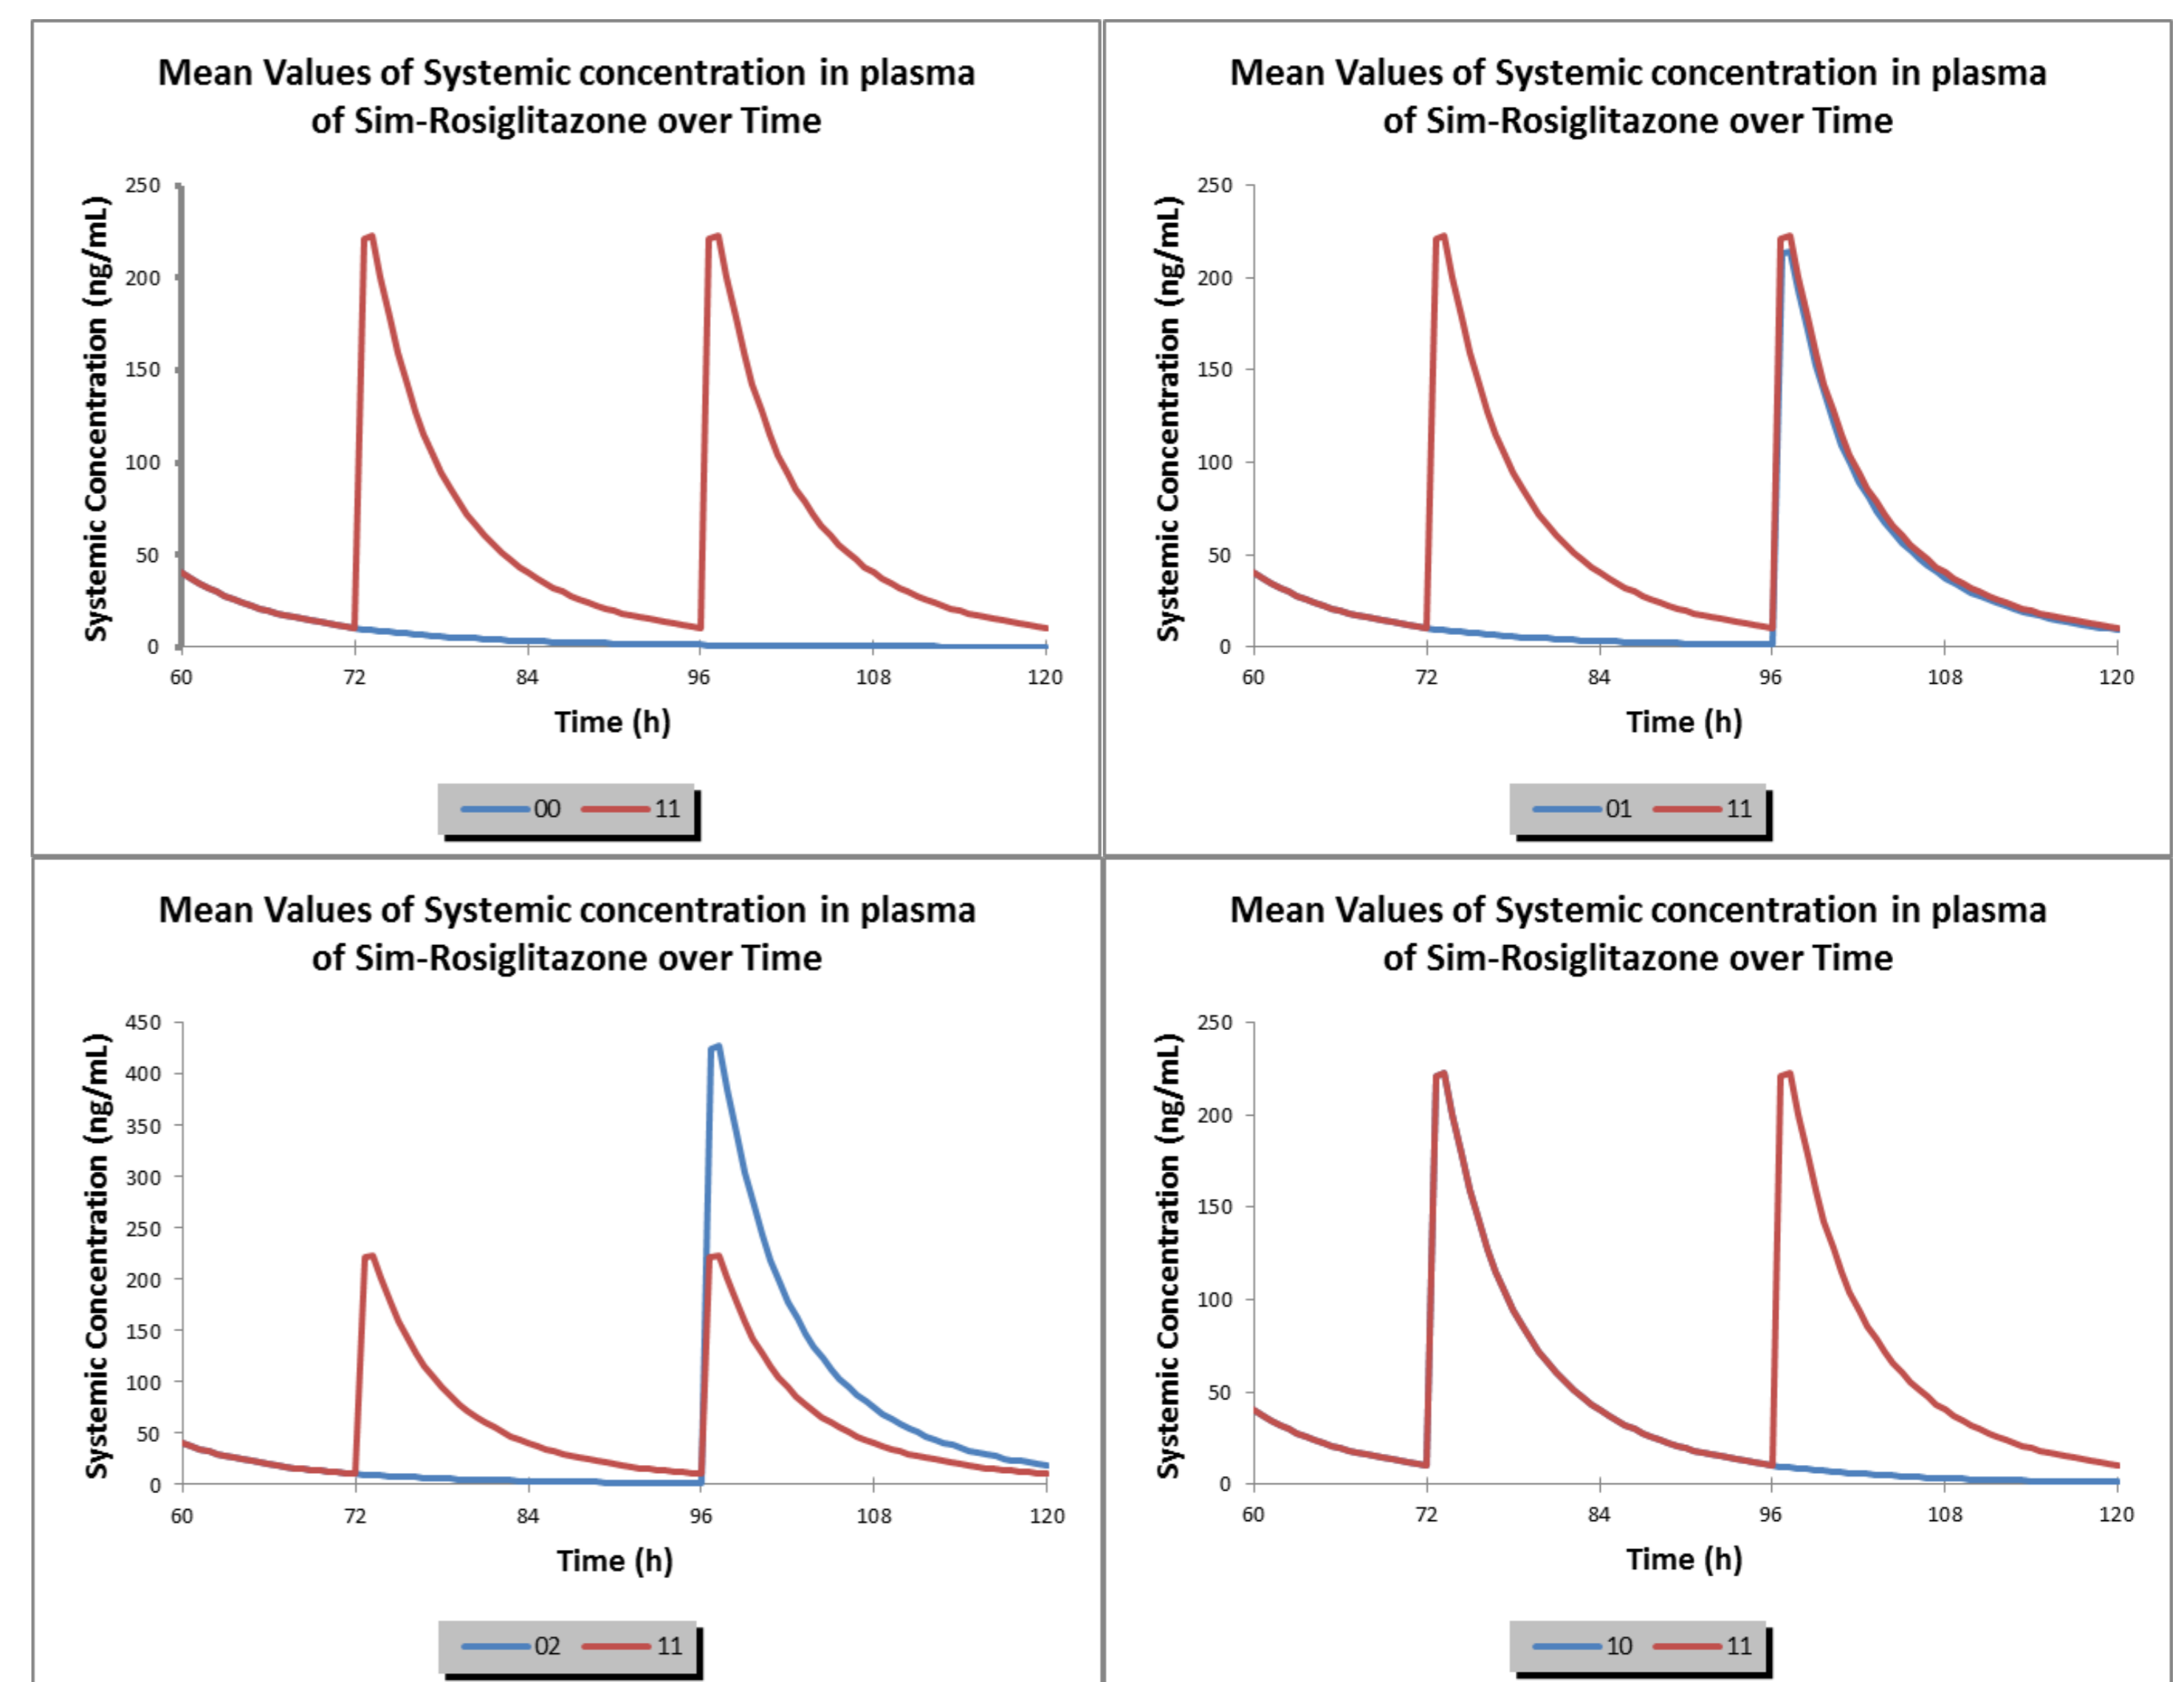 Mean Values of Systemic concentration in plasma
of Sim-Rosiglitazone over Time
Systemic Concentration (ng/mL)
250
200
150
100
50
0
60 72 84 96 108 120
Time (h)
00 11
Mean Values of Systemic concentration in plasma
of Sim-Rosiglitazone over Time
Systemic Concentration (ng/mL)
250
200
150
100
50
0
60 72 84 96 108 120
Time (h)
01 11
Mean Values of Systemic concentration in plasma
of Sim-Rosiglitazone over Time
Systemic Concentration (ng/mL)
450
400
350
300
250
200
150
100
50
0
60 72 84 96 108 120
Time (h)
02 11
Mean Values of Systemic concentration in plasma
of Sim-Rosiglitazone over Time
Systemic Concentration (ng/mL)
250
200
150
100
50
0
60 72 84 96 108 120
Time (h)
10 11